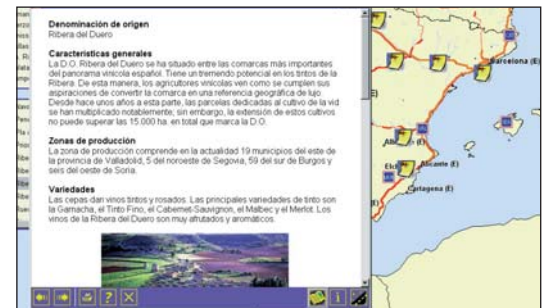 Denominación de origen
Ribera del Duero
Características generales
La D.O. Ribera del Duero se ha situado entre las comarcas más importantes
del panorama vinícola español. Tiene un tremendo potencial en los tintos de la
Ribera. De esta manera, los agricultores vinícolas ven como se cumplen sus
aspiraciones de convertir la comarca en una referencia geográfica de lujo.
Desde hace unos años a esta parte, las parcelas dedicadas al cultivo de la vid
se han multiplicado notablemente; sin embargo, la extensión de estos cultivos
no puede superar las 15.000 ha. en total que marca la D.O.
Zonas de producción
La zona de producción comprende en la actualidad 19 municipios del este de
la provincia de Valladolid, 5 del noroeste de Segovia, 59 del sur de Burgos y
seis del oeste de Soria.
Variedades
Las cepas dan vinos tintos y rosados. Las principales variedades de tinto son
la Garnacha, el Tinto Fino, el Cabernet-Sauvignon, el Malbec y el Merlot. Los
vinos de la Ribera del Duero son muy afrutados y aromáticos.
Barcelona (E)
Alicante (E)
Cartagena (E)